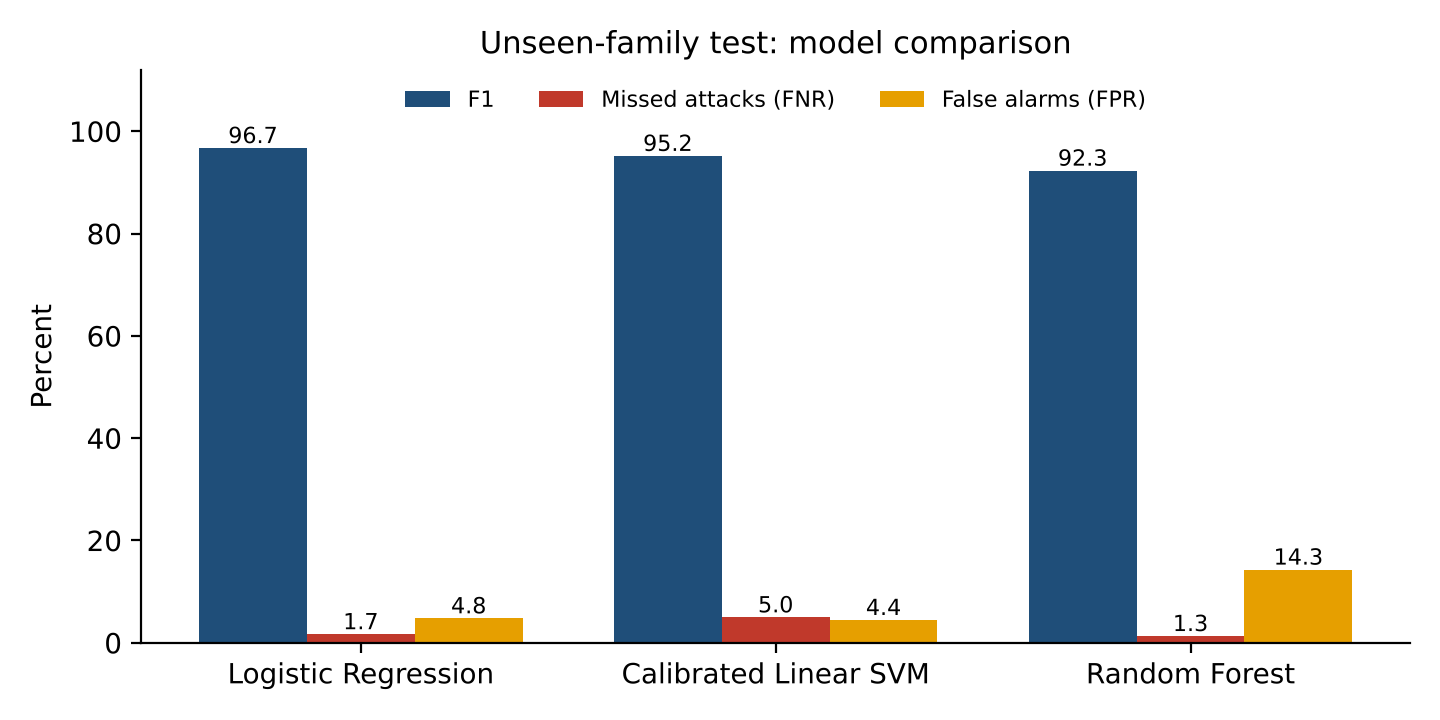 Unseen-family test: model comparison
F1 Missed attacks (FNR) False alarms (FPR)
Percent
100
80
60
40
20
0
96.7 1.7 4.8
95.2 5.0 4.4
92.3 1.3 14.3
Logistic Regression Calibrated Linear SVM Random Forest